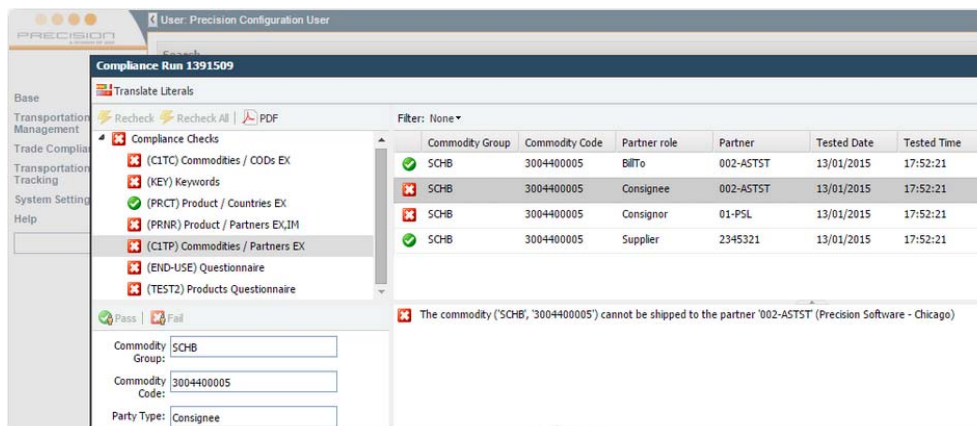 User: Precision Configuration User
PRECISION
Search
Compliance Run 1391509
Translate Literals
Base
Transportation
Management
Trade Complian
Transportation
Tracking
System Setting
Help
Recheck Recheck All PDF
Compliance Checks
(C1TC) Commodities / CODs EX
(KEY) Keywords
(PRCT) Product / Countries EX
(PRNR) Product / Partners EX,IM
(C1TP) Commodities / Partners EX
(END-USE) Questionnaire
(TEST2) Products Questionnaire
Filter: None
Commodity Group Commodity Code Partner role Partner Tested Date Tested Time
SCHB 3004400005 BillTo 002-ASTST 13/01/2015 17:52:21
SCHB 3004400005 Consignee 002-ASTST 13/01/2015 17:52:21
SCHB 3004400005 Consignor 01-PSL 13/01/2015 17:52:21
SCHB 3004400005 Supplier 2345321 13/01/2015 17:52:21
Pass Fail
Commodity Group: SCHB
Commodity Code: 3004400005
Party Type: Consignee
The commodity ('SCHB', '3004400005') cannot be shipped to the partner '002-ASTST' (Precision Software - Chicago)